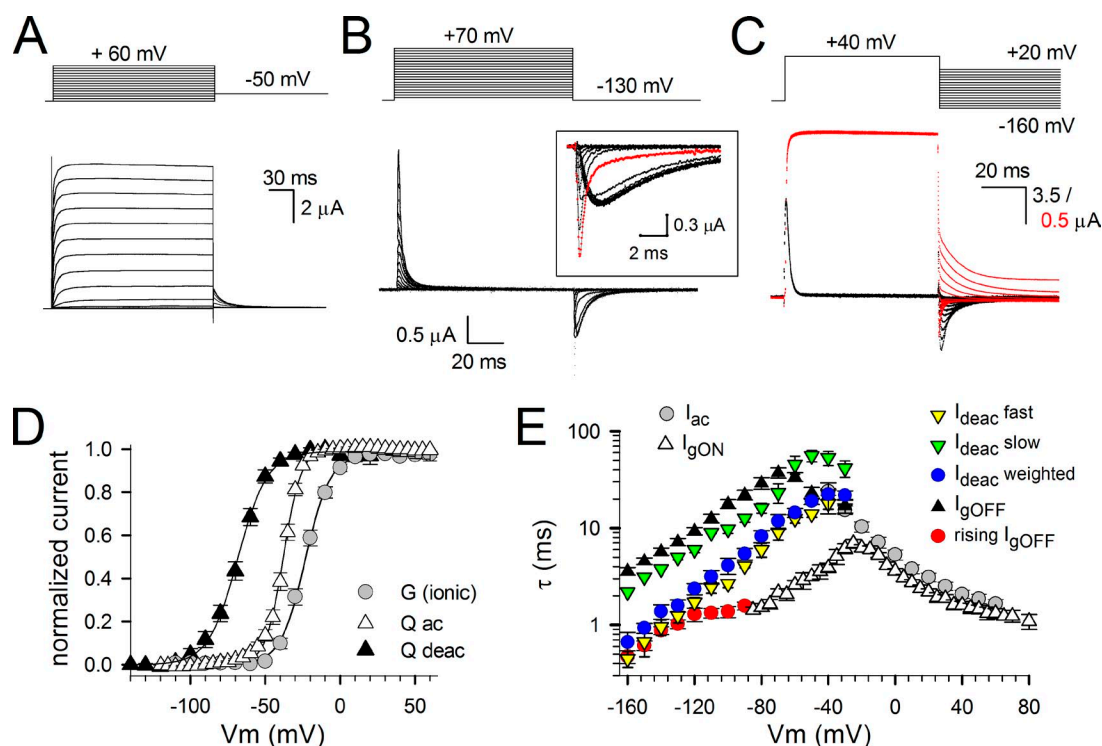 A
+ 60 mV
-50 mV
30 ms
2 µA
B
+70 mV
-130 mV
0.3 µA
2 ms
0.5 µA
20 ms
C
+40 mV
+20 mV
-160 mV
20 ms
3.5 /
0.5 µA
D
normalized current
1.0
0.8
0.6
0.4
0.2
0.0
-100
-50
0
50
Vm (mV)
G (ionic)
Q ac
Q deac
E
I ac
I gON
I deac fast
I deac slow
I deac weighted
I gOFF
rising I gOFF
τ (ms)
100
10
1
-160
-120
-80
-40
0
40
80
Vm (mV)